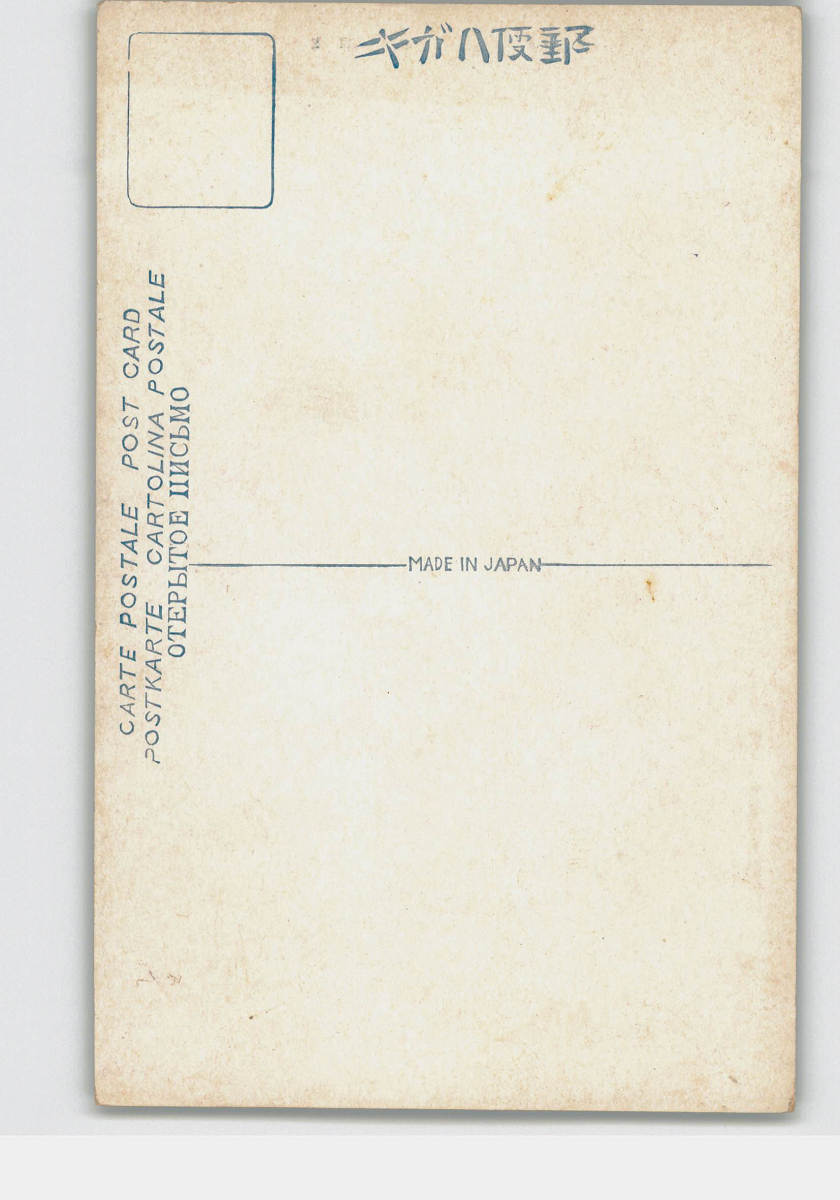 郵便ハガキ
CARTE POSTALE POST CARD
POSTKARTE CARTOLINA POSTALE
ОТЕРЫТОЕ ПИСЬМО
MADE IN JAPAN